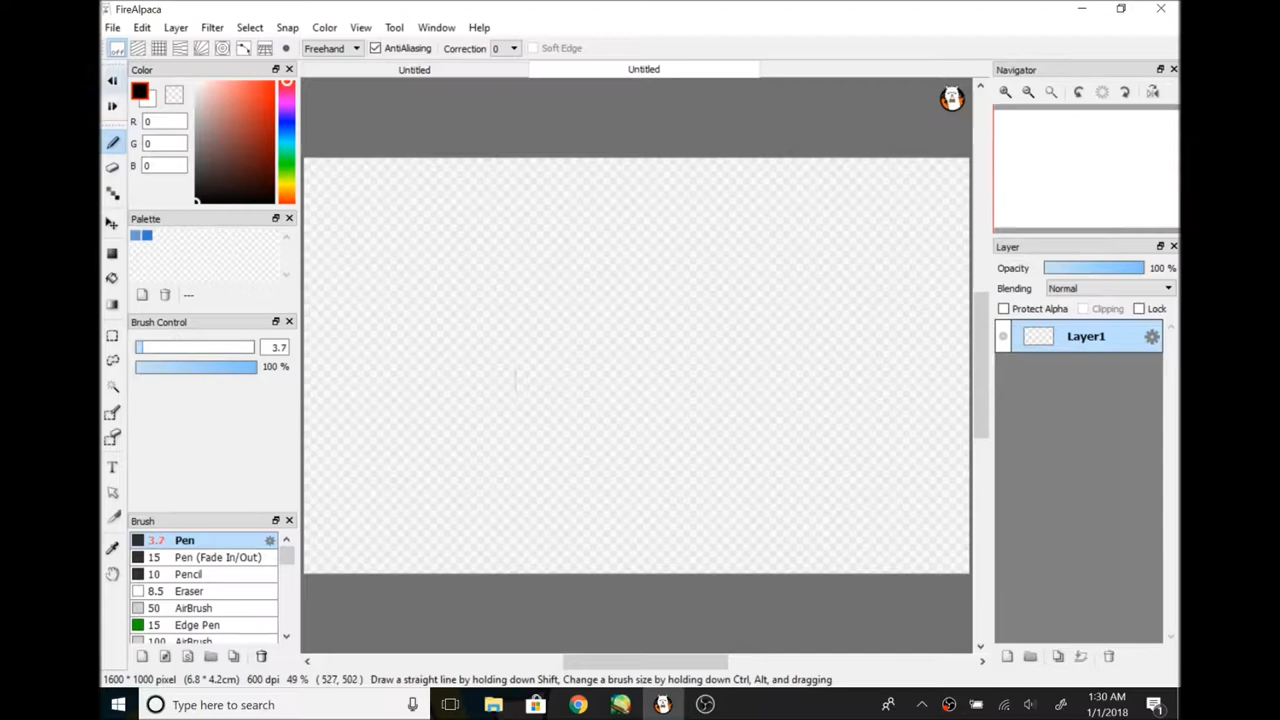 FireAlpaca
File Edit Layer Filter Select Snap Color View Tool Window Help
off Freehand AntiAliasing Correction 0 Soft Edge
Color
Untitled Untitled
Navigator
R 0
G 0
B 0
Palette
---
Brush Control
3.7
100 %
Layer
Opacity 100 %
Blending Normal
Protect Alpha Clipping Lock
Layer1
T
Brush
3.7 Pen
15 Pen (Fade In/Out)
10 Pencil
8.5 Eraser
50 AirBrush
15 Edge Pen
100 AirBrush
1600 * 1000 pixel (6.8 * 4.2cm) 600 dpi 49 % ( 527, 502 ) Draw a straight line by holding down Shift, Change a brush size by holding down Ctrl, Alt, and dragging
Type here to search
1:30 AM
1/1/2018
1